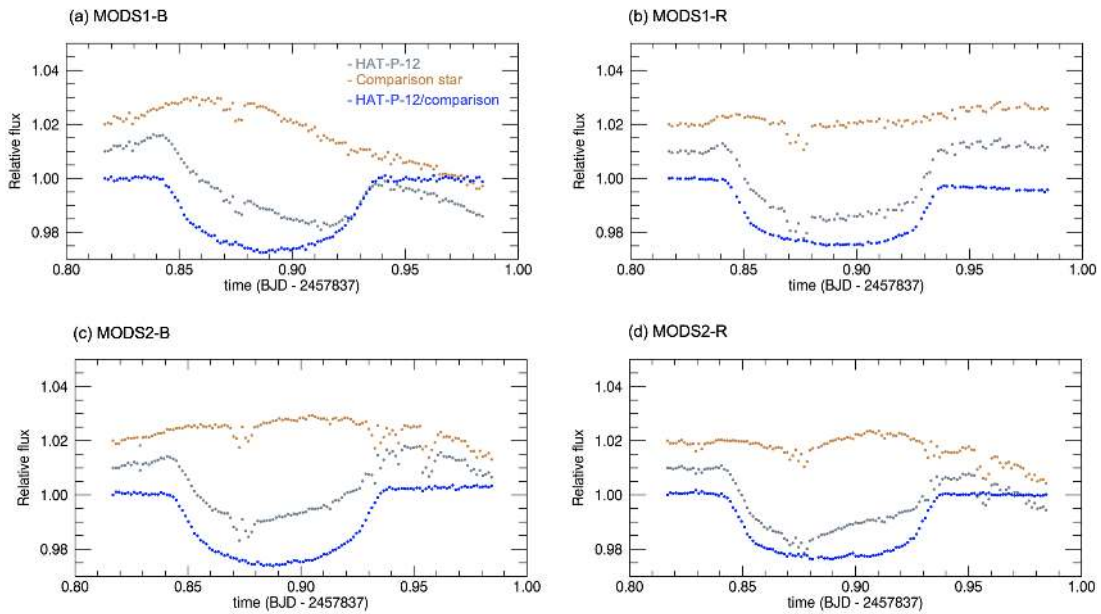 (a) MODS1-B
(b) MODS1-R
1.04
1.02
1.00
0.98
Relative flux
HAT-P-12
Comparison star
HAT-P-12/comparison
0.80
0.85
0.90
0.95
1.00
time (BJD - 2457837)
1.04
1.02
1.00
0.98
Relative flux
0.80
0.85
0.90
0.95
1.00
time (BJD - 2457837)
(c) MODS2-B
(d) MODS2-R
1.04
1.02
1.00
0.98
Relative flux
0.80
0.85
0.90
0.95
1.00
time (BJD - 2457837)
1.04
1.02
1.00
0.98
Relative flux
0.80
0.85
0.90
0.95
1.00
time (BJD - 2457837)